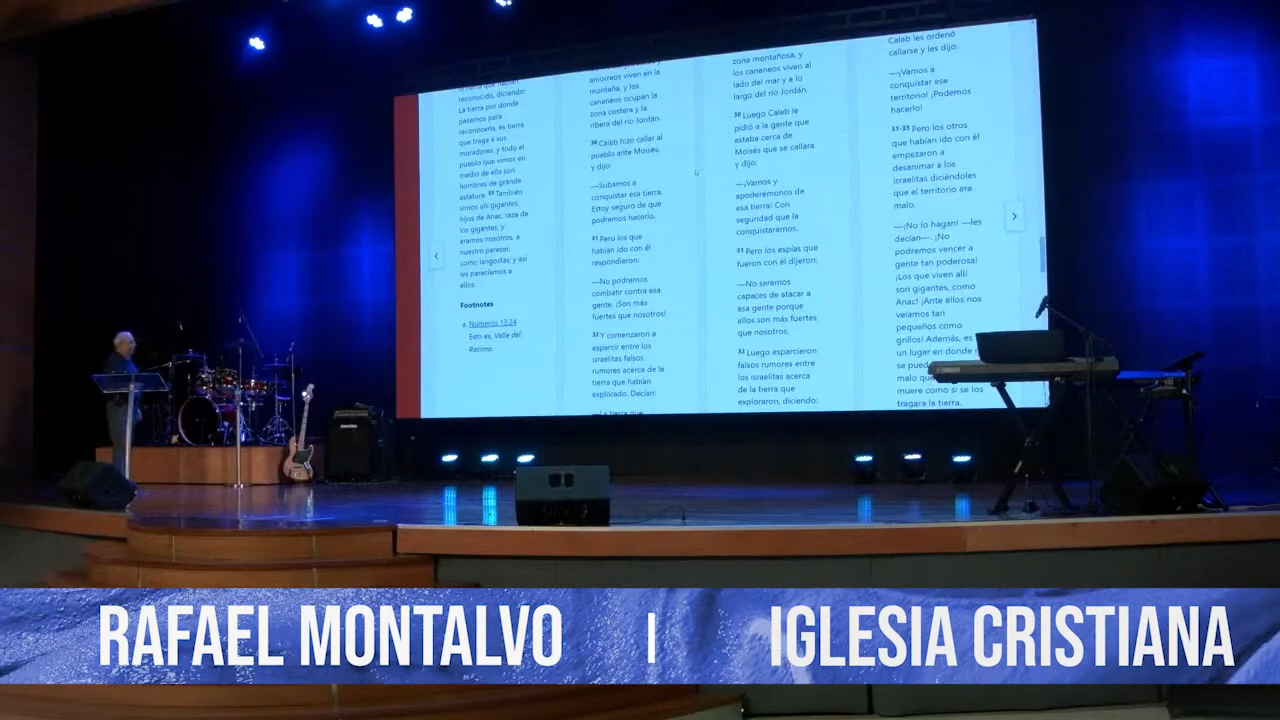 reconocido, diciendo:
La tierra por donde
pasamos para
reconocerla, es tierra
que traga a sus
moradores; y todo el
pueblo que vimos en
medio de ella son
hombres de grande
estatura. 33 También
vimos allí gigantes,
hijos de Anac, raza de
los gigantes, y
éramos nosotros, a
nuestro parecer,
como langostas; y así
les parecíamos a
ellos.
Footnotes
a. Números 13:24
Esto es, Valle del
Racimo.
amorreos viven en la
montaña, y los
cananeos ocupan la
zona costera y la
ribera del río Jordán.
30 Caleb hizo callar al
pueblo ante Moisés,
y dijo:
—Subamos a
conquistar esa tierra.
Estoy seguro de que
podremos hacerlo.
31 Pero los que
habían ido con él
respondieron:
—No podremos
combatir contra esa
gente. ¡Son más
fuertes que nosotros!
32 Y comenzaron a
esparcir entre los
israelitas falsos
rumores acerca de la
tierra que habían
explorado. Decían:
—La tierra que
zona montañosa, y
los cananeos viven al
lado del mar y a lo
largo del río Jordán.
30 Luego Caleb le
pidió a la gente que
estaba cerca de
Moisés que se callara
y dijo:
—¡Vamos y
apoderémonos de
esa tierra! Con
seguridad que la
conquistaremos.
31 Pero los espías que
fueron con él dijeron:
—No seremos
capaces de atacar a
esa gente porque
ellos son más fuertes
que nosotros.
32 Luego esparcieron
falsos rumores entre
los israelitas acerca
de la tierra que
exploraron, diciendo:
Caleb les ordenó
callarse y les dijo:
—¡Vamos a
conquistar ese
territorio! ¡Podemos
hacerlo!
31-33 Pero los otros
que habían ido con él
empezaron a
desanimar a los
israelitas diciéndoles
que el territorio era
malo.
—¡No lo hagan! —les
decían—. ¡No
podremos vencer a
gente tan poderosa!
¡Los que viven allí
son gigantes, como
Anac! ¡Ante ellos nos
veíamos tan
pequeños como
grillos! Además, es
un lugar en donde
se
malo
muere como si se los
tragara la tierra.
YAMAHA
RAFAEL MONTALVO | IGLESIA CRISTIANA